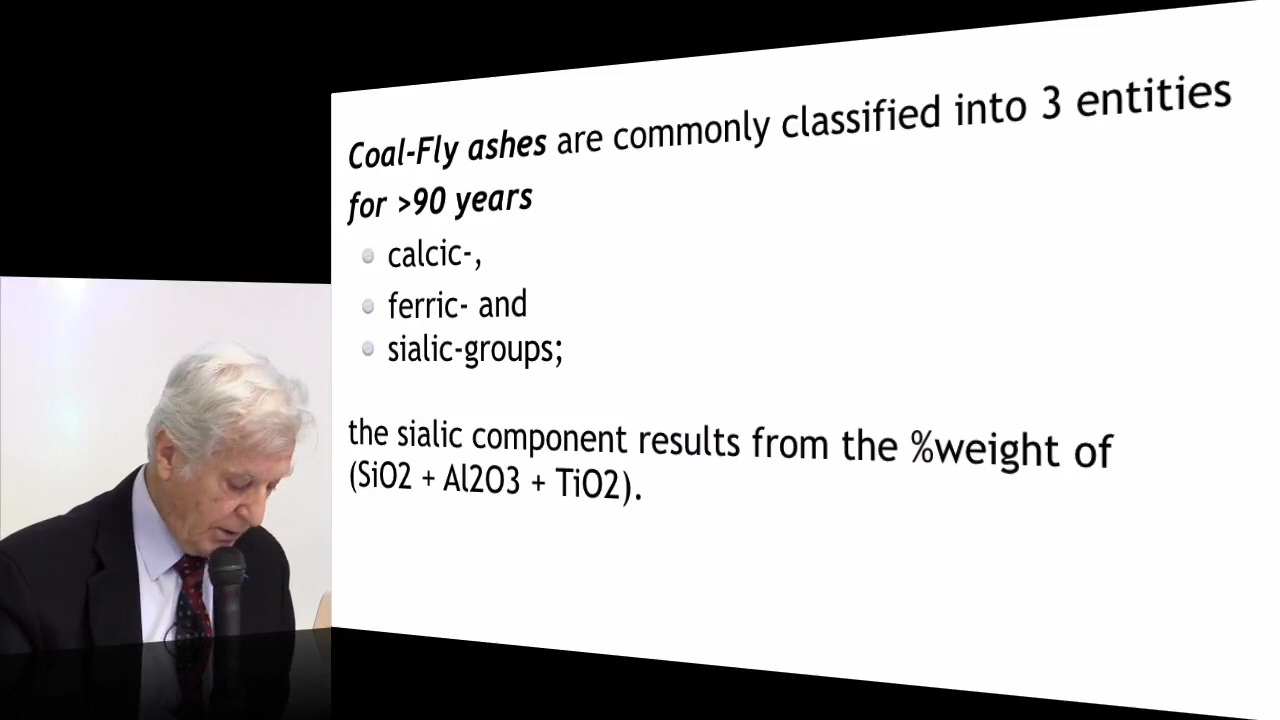 Coal-Fly ashes are commonly classified into 3 entities
for >90 years
calcic-,
ferric- and
sialic-groups;
the sialic component results from the %weight of
(SiO2 + Al2O3 + TiO2).